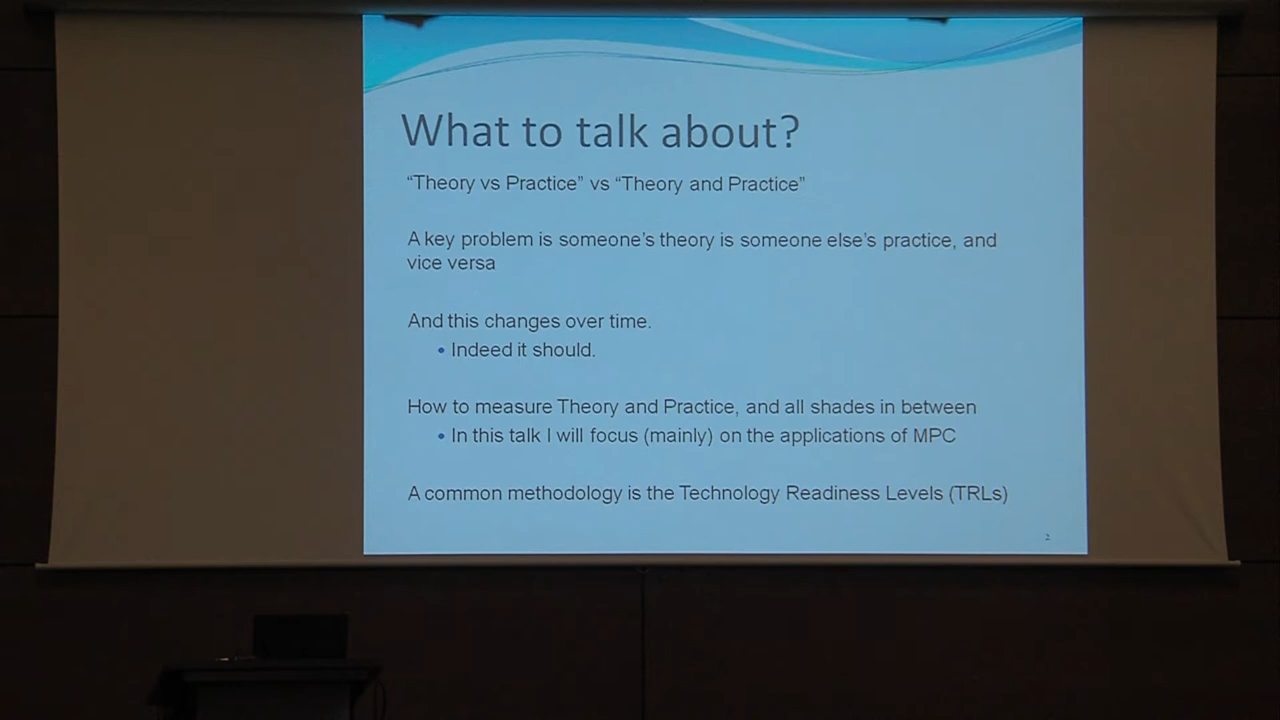 What to talk about?
“Theory vs Practice” vs “Theory and Practice”
A key problem is someone’s theory is someone else’s practice, and
vice versa
And this changes over time.
• Indeed it should.
How to measure Theory and Practice, and all shades in between
• In this talk I will focus (mainly) on the applications of MPC
A common methodology is the Technology Readiness Levels (TRLs)
2